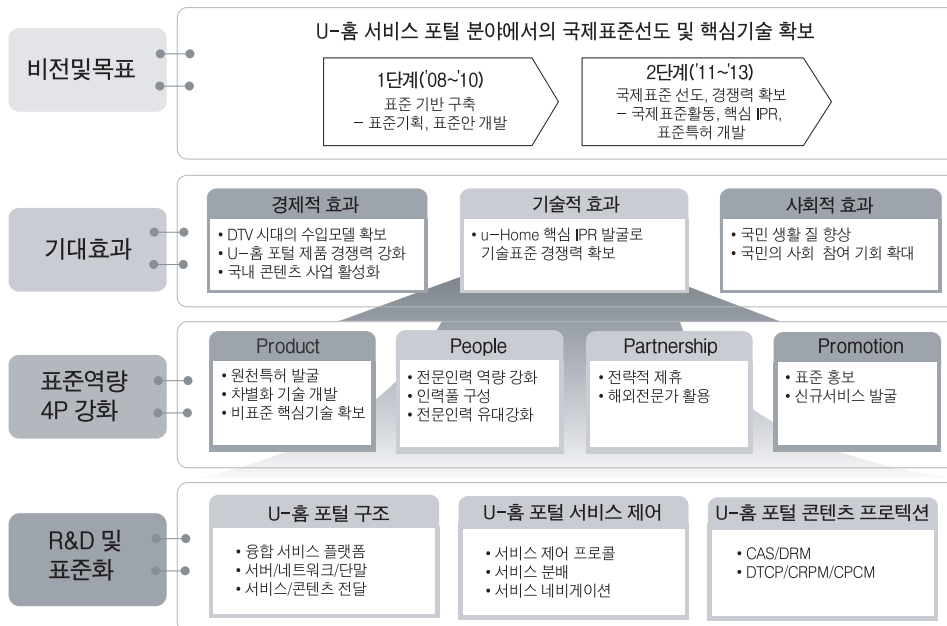 비전및목표
U-홈 서비스 포털 분야에서의 국제표준선도 및 핵심기술 확보
1단계('08~'10)
표준 기반 구축
- 표준기획, 표준안 개발
2단계('11~'13)
국제표준 선도, 경쟁력 확보
- 국제표준활동, 핵심 IPR,
표준특허 개발
기대효과
경제적 효과
• DTV 시대의 수입모델 확보
• U-홈 포털 제품 경쟁력 강화
• 국내 콘텐츠 사업 활성화
기술적 효과
• u-Home 핵심 IPR 발굴로
기술표준 경쟁력 확보
사회적 효과
• 국민 생활 질 향상
• 국민의 사회 참여 기회 확대
표준역량
4P 강화
Product
• 원천특허 발굴
• 차별화 기술 개발
• 비표준 핵심기술 확보
People
• 전문인력 역량 강화
• 인력풀 구성
• 전문인력 유대강화
Partnership
• 전략적 제휴
• 해외전문가 활용
Promotion
• 표준 홍보
• 신규서비스 발굴
R&D 및
표준화
U-홈 포털 구조
• 융합 서비스 플랫폼
• 서버/네트워크/단말
• 서비스/콘텐츠 전달
U-홈 포털 서비스 제어
• 서비스 제어 프로콜
• 서비스 분배
• 서비스 네비게이션
U-홈 포털 콘텐츠 프로텍션
• CAS/DRM
• DTCP/CRPM/CPCM